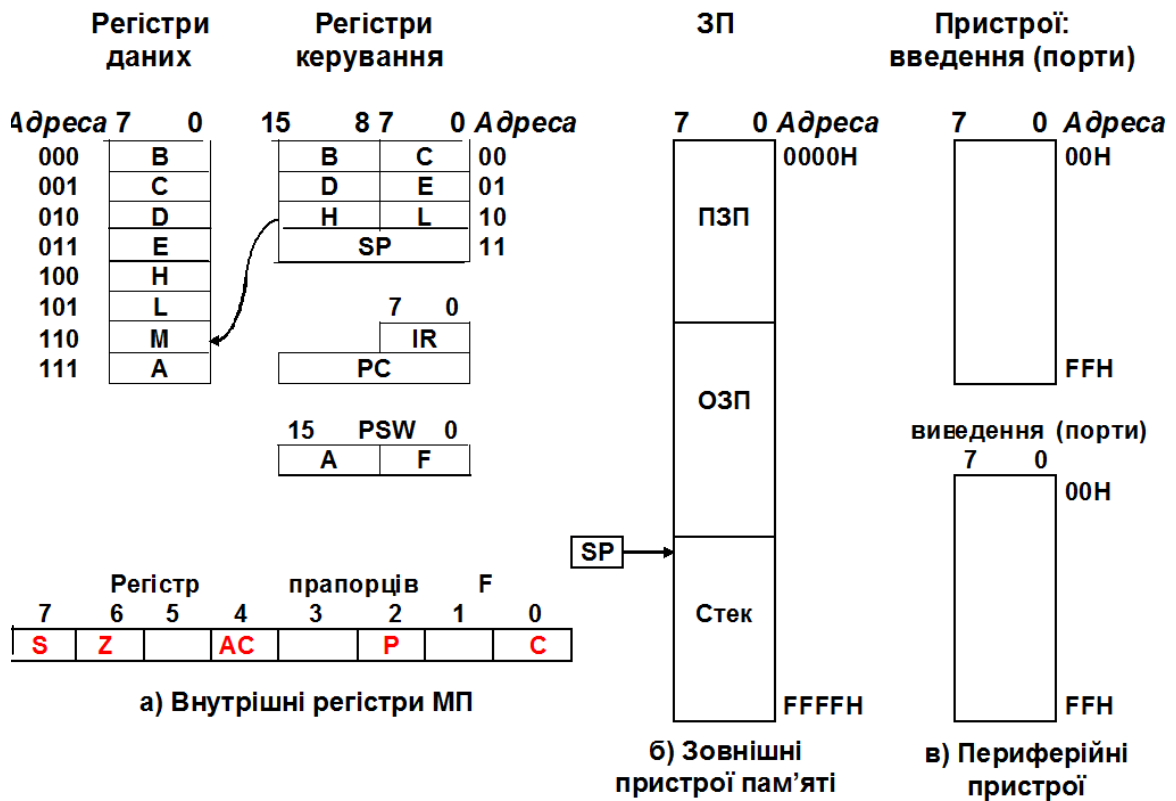 Регістри даних
Регістри керування
ЗП
Пристрої: введення (порти)
Адреса 7 0 15 8 7 0 Адреса 7 0 Адреса 7 0 Адреса
000 B B C 00 0000H 00H
001 C D E 01
010 D H L 10 ПЗП
011 E SP 11
100 H
101 L 7 0
110 M IR
111 A PC FFH
ОЗП
15 PSW 0 виведення (порти)
A F 7 0
00H
SP
Регістр прапорців F
7 6 5 4 3 2 1 0 Стек
S Z AC P C
а) Внутрішні регістри МП
FFFFH FFH
б) Зовнішні пристрої пам’яті
в) Периферійні пристрої